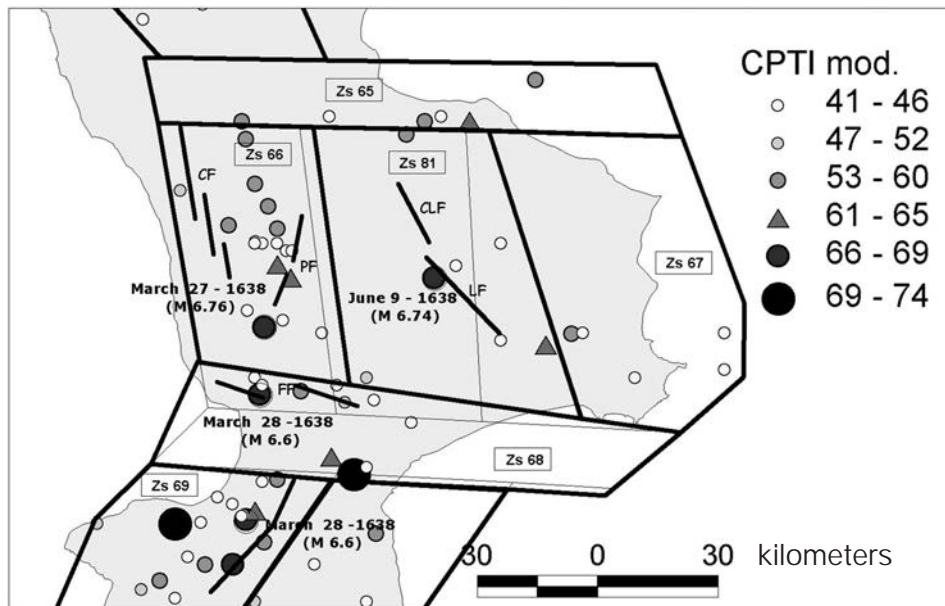 CPTI mod.
41 - 46
47 - 52
53 - 60
61 - 65
66 - 69
69 - 74
Zs 65
Zs 66
Zs 81
CF
CLF
Zs 67
PF
March 27 - 1638
(M 6.76)
June 9 - 1638
(M 6.74)
LF
FF
March 28 -1638
(M 6.6)
Zs 68
Zs 69
March 28 -1638
(M 6.6)
30 0 30 kilometers